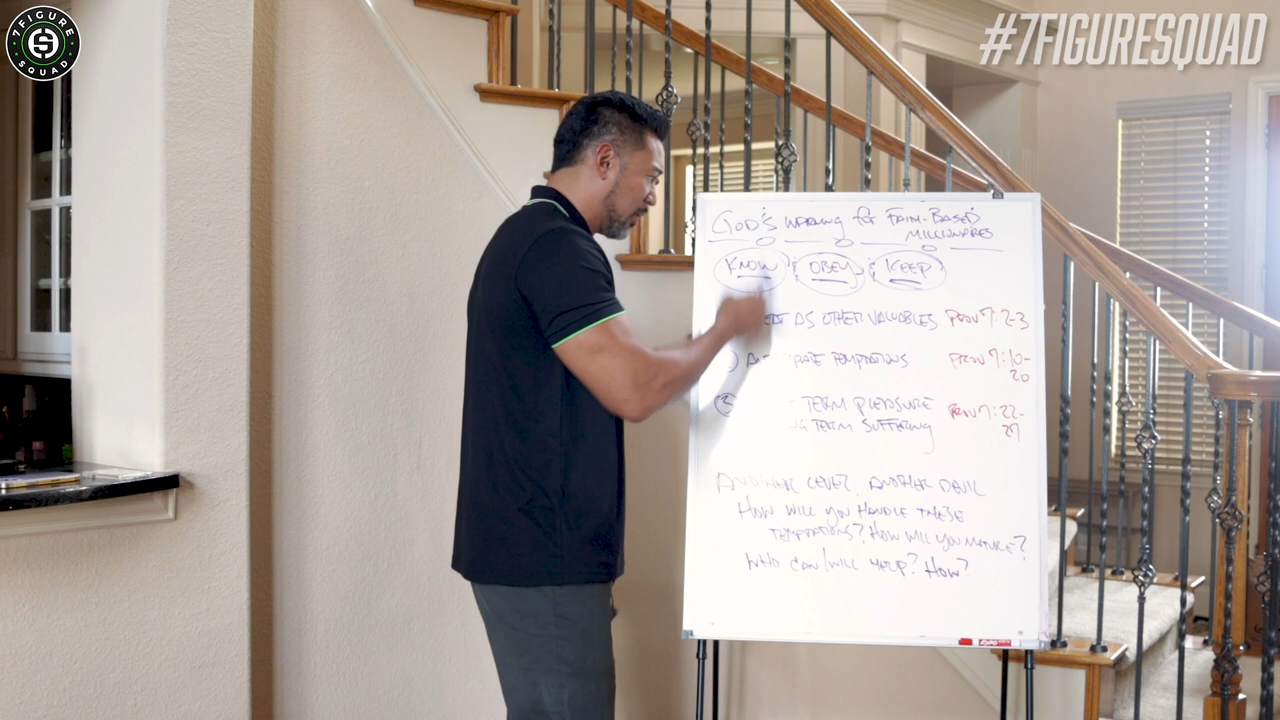 7FIGURE
SQUAD
#7FIGURESQUAD
GOD'S WARNING for FAITH-BASED
MILLIONAIRES
KNOW & OBEY & KEEP
AS OTHER VALUABLES PROV 7:2-3
TEMPTATIONS PROV 7:10-
20
③ TERM PLEASURE PROV 7:22-
TERM SUFFERING 27
ANOTHER LEVEL, ANOTHER DEVIL
HOW WILL YOU HANDLE THESE
TEMPTATIONS? HOW WILL YOU MATURE?
WHO CAN/WILL HELP? HOW?